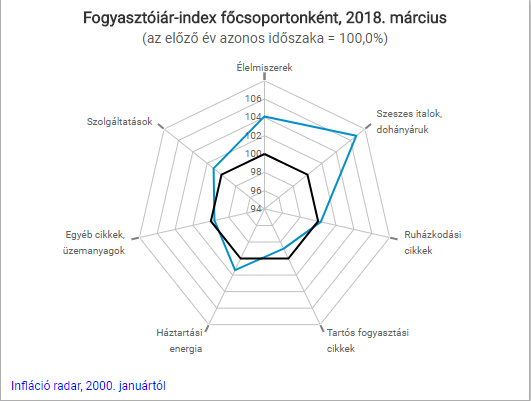 Fogyasztóiár-index főcsoportonként, 2018. március
(az előző év azonos időszaka = 100,0%)
Élelmiszerek
Szeszes italok,
dohányáruk
Ruházkodási
cikkek
Tartós fogyasztási
cikkek
Háztartási
energia
Egyéb cikkek,
üzemanyagok
Szolgáltatások
106
104
102
100
98
96
94
Infláció radar, 2000. januártól